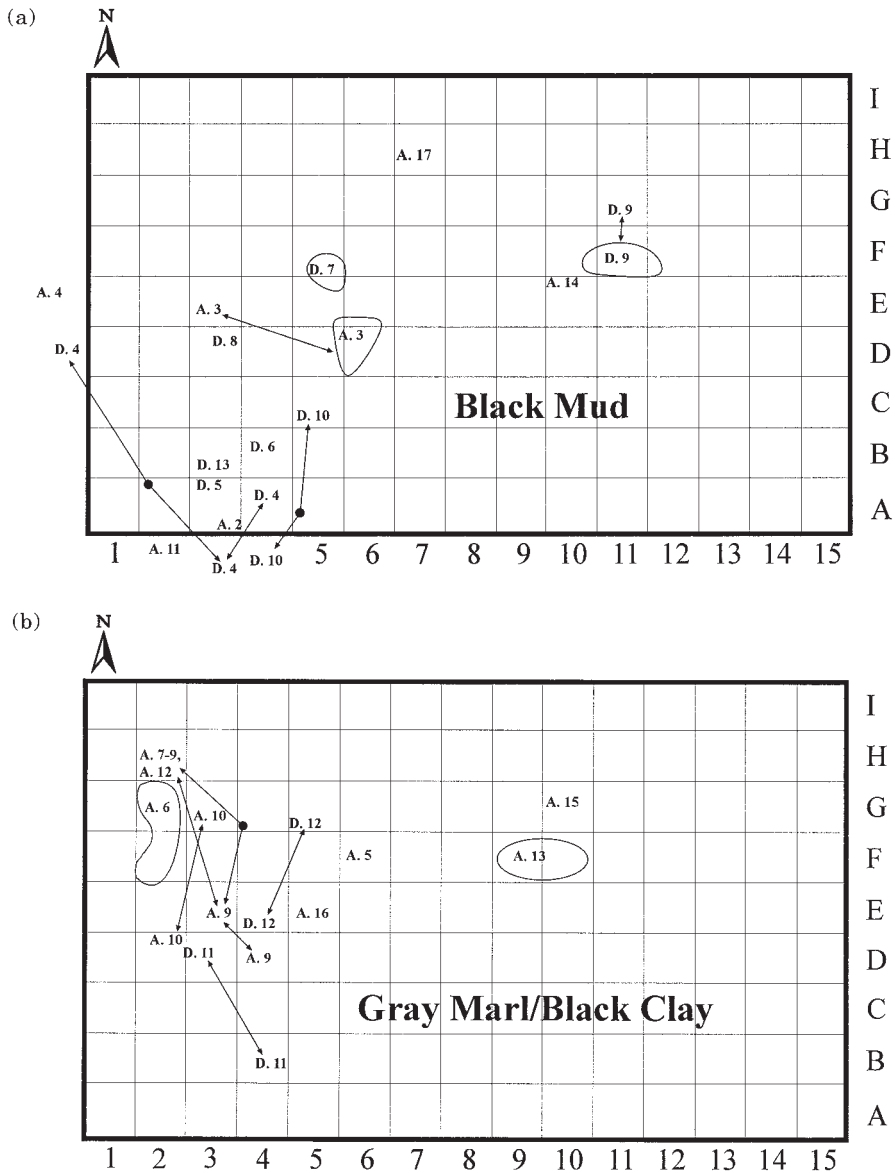 (a)
N
I
A. 17
H
G
D. 9
D. 7
D. 9
F
A. 14
A. 4
E
A. 3
D. 8
A. 3
D. 4
D
Black Mud
C
D. 10
D. 6
D. 13
B
D. 5
D. 4
A. 2
A
A. 11
D. 4
D. 10
1 5 6 7 8 9 10 11 12 13 14 15
(b)
N
I
A. 7-9,
A. 12
H
A. 6
A. 10
A. 15
G
D. 12
A. 5
A. 13
F
A. 9
D. 12
A. 16
E
A. 10
D. 11
A. 9
D
Gray Marl/Black Clay
C
D. 11
B
A
1 2 3 4 5 6 7 8 9 10 11 12 13 14 15